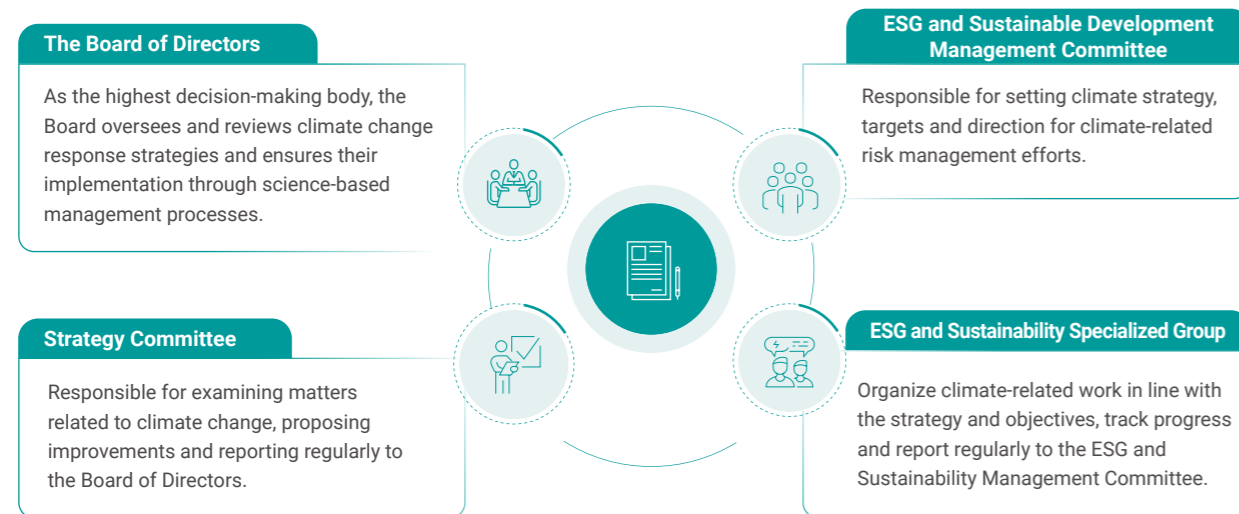 The Board of Directors
As the highest decision-making body, the
Board oversees and reviews climate change
response strategies and ensures their
implementation through science-based
management processes.
ESG and Sustainable Development
Management Committee
Responsible for setting climate strategy,
targets and direction for climate-related
risk management efforts.
Strategy Committee
Responsible for examining matters
related to climate change, proposing
improvements and reporting regularly to
the Board of Directors.
ESG and Sustainability Specialized Group
Organize climate-related work in line with
the strategy and objectives, track progress
and report regularly to the ESG and
Sustainability Management Committee.